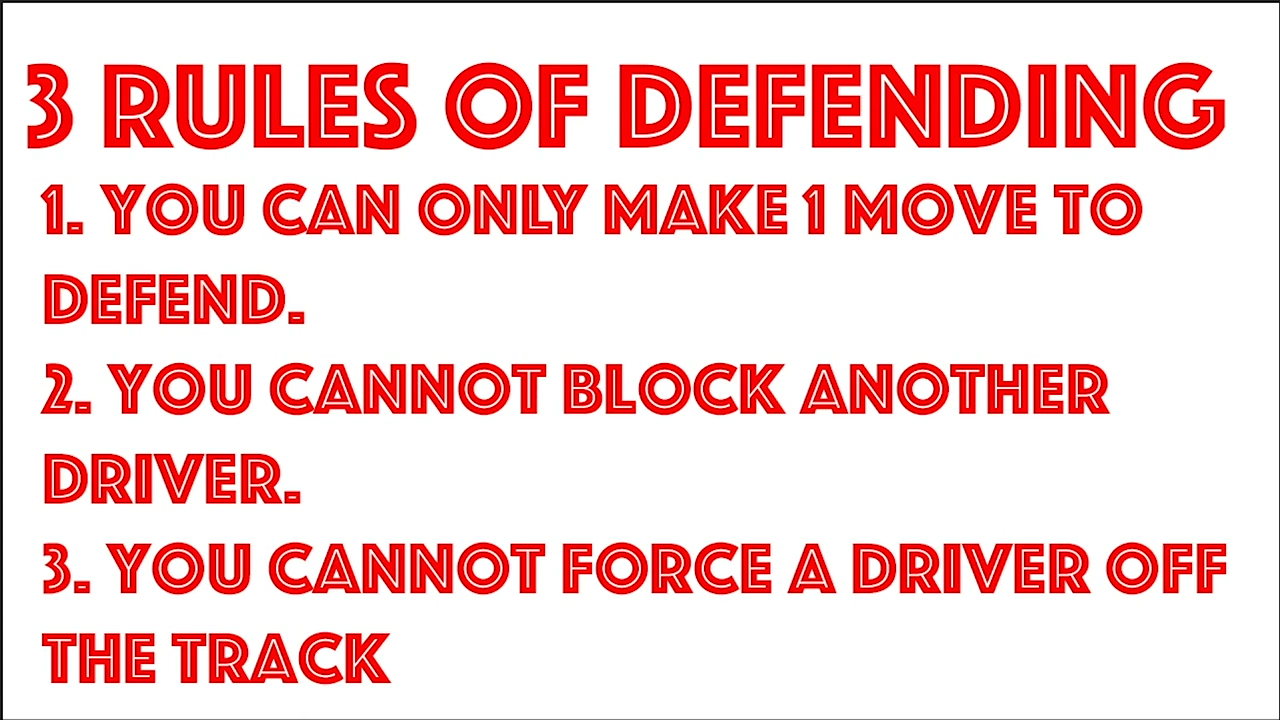 3 RULES OF DEFENDING
1. YOU CAN ONLY MAKE 1 MOVE TO
DEFEND.
2. YOU CANNOT BLOCK ANOTHER
DRIVER.
3. YOU CANNOT FORCE A DRIVER OFF
THE TRACK